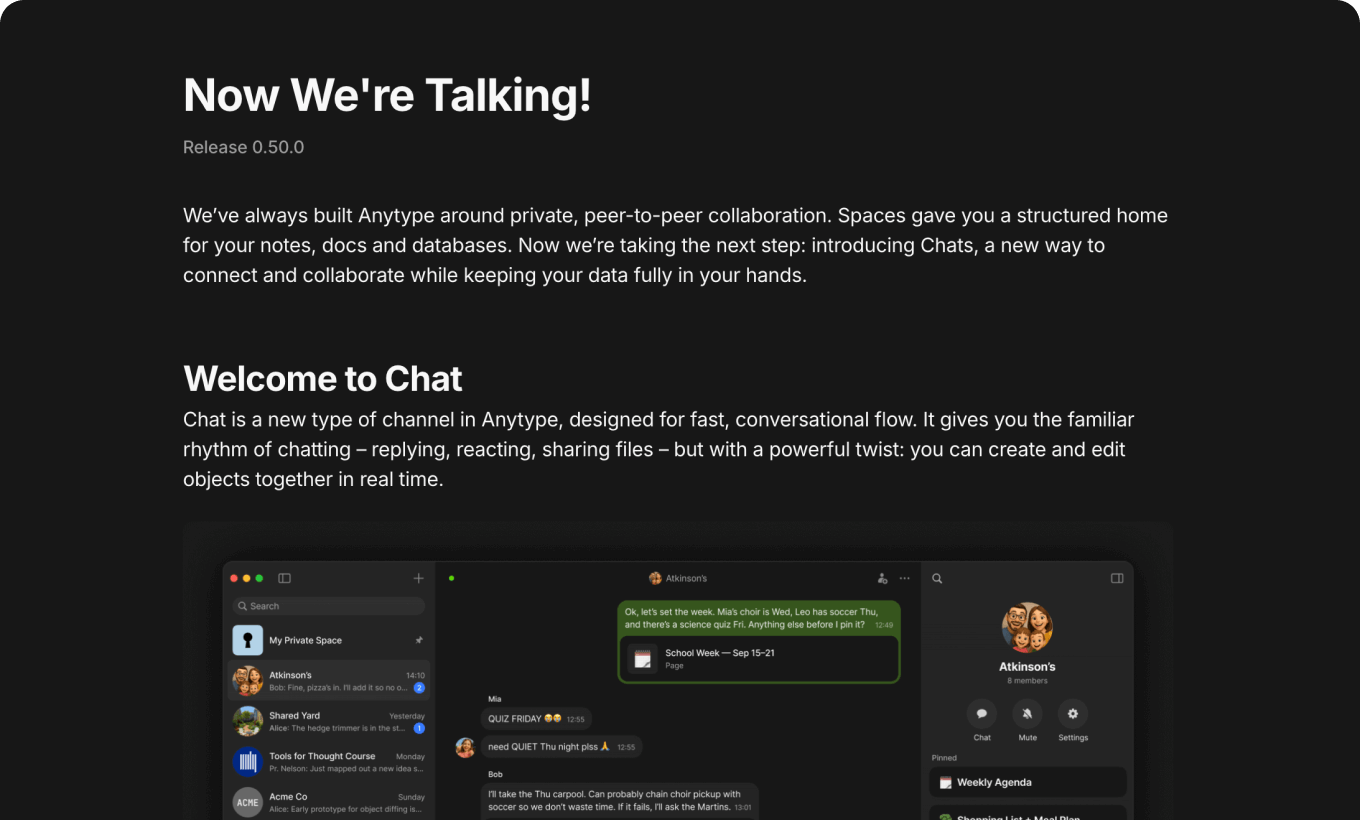 Now We're Talking!
Release 0.50.0
We’ve always built Anytype around private, peer-to-peer collaboration. Spaces gave you a structured home
for your notes, docs and databases. Now we’re taking the next step: introducing Chats, a new way to
connect and collaborate while keeping your data fully in your hands.
Welcome to Chat
Chat is a new type of channel in Anytype, designed for fast, conversational flow. It gives you the familiar
rhythm of chatting – replying, reacting, sharing files – but with a powerful twist: you can create and edit
objects together in real time.
Search
My Private Space
Atkinson’s 14:10
Bob: Fine, pizza’s in. I’ll add it so no o... 2
Shared Yard Yesterday
Alice: The hedge trimmer is in the st... 1
Tools for Thought Course Monday
Pr. Nelson: Just mapped out a new idea s...
ACME
Acme Co Sunday
Alice: Early prototype for object diffing is...
Atkinson’s
Ok, let’s set the week. Mia’s choir is Wed, Leo has soccer Thu,
and there’s a science quiz Fri. Anything else before I pin it? 12:49
School Week — Sep 15–21
Page
Mia
QUIZ FRIDAY 😭😭 12:55
need QUIET Thu night plss 🙏 12:55
Bob
I’ll take the Thu carpool. Can probably chain choir pickup with
soccer so we don’t waste time. If it fails, I’ll ask the Martins. 13:01
Atkinson’s
8 members
Chat Mute Settings
Pinned
Weekly Agenda
Shopping List + Meal Plan